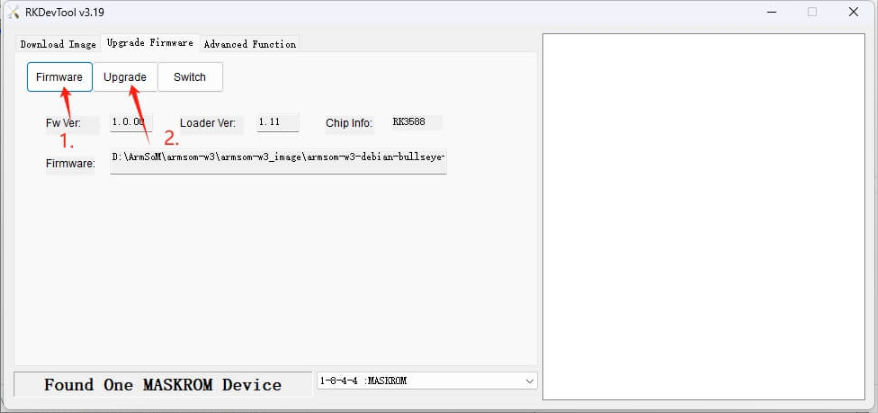 RKDevTool v3.19
Download Image Upgrade Firmware Advanced Function
Firmware Upgrade Switch
Fw Ver: 1.0.00 Loader Ver: 1.11 Chip Info: RK3588
1. 2.
Firmware: D:\ArmSoM\armsom-w3\armsom-w3_image\armsom-w3-debian-bullseye-
Found One MASKROM Device 1-8-4-4 :MASKROM